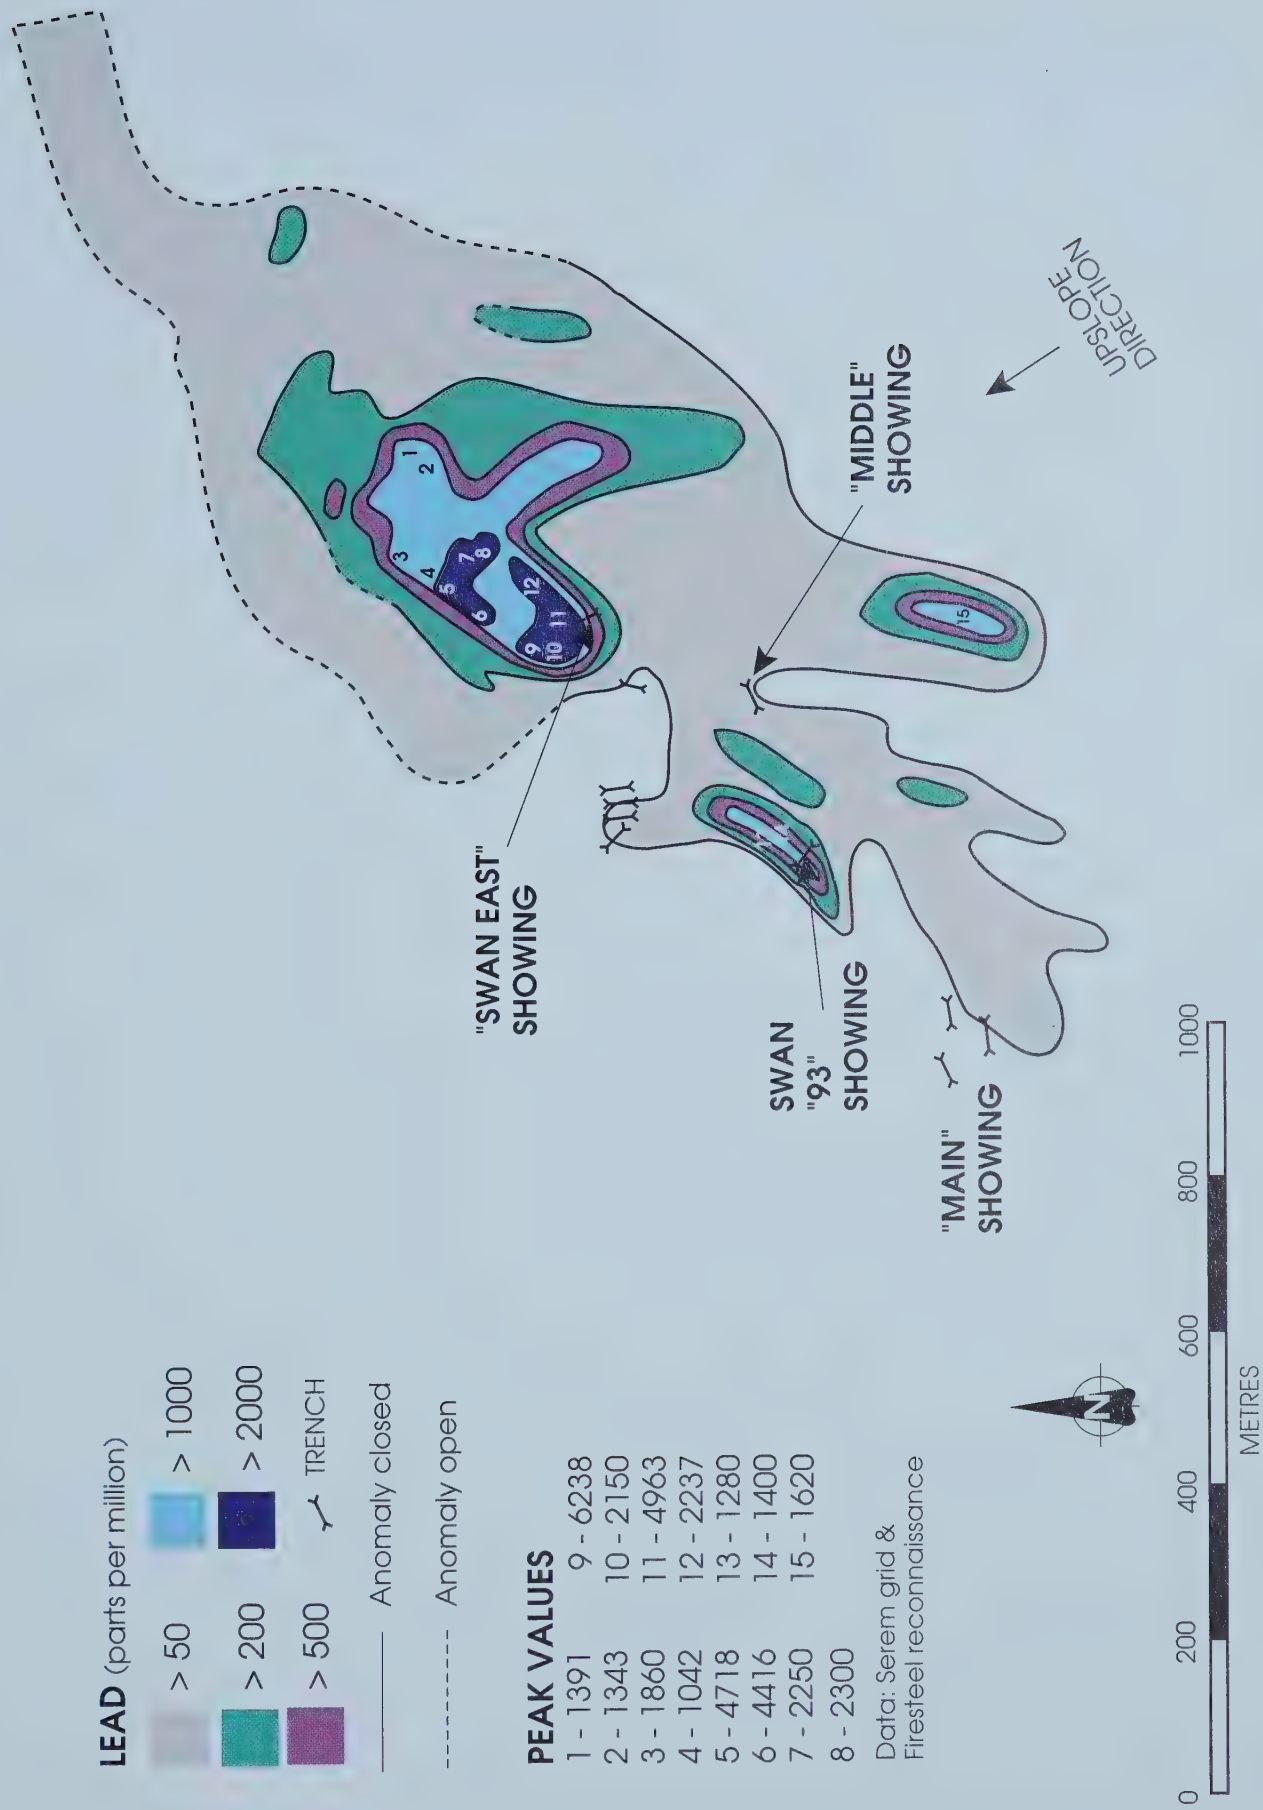 LEAD (parts per million)
> 50
> 1000
> 200
> 2000
> 500
TRENCH
Anomaly closed
Anomaly open
PEAK VALUES
1 - 1391
9 - 6238
2 - 1343
10 - 2150
3 - 1860
11 - 4963
4 - 1042
12 - 2237
5 - 4718
13 - 1280
6 - 4416
14 - 1400
7 - 2250
15 - 1620
8 - 2300
Data: Serem grid &
Firesteel reconnaissance
"SWAN EAST"
SHOWING
SWAN
"93"
SHOWING
"MAIN"
SHOWING
"MIDDLE"
SHOWING
UPSLOPE
DIRECTION
1
2
3
4
5
6
7
8
9
10
11
12
15
N
0
200
400
600
800
1000
METRES